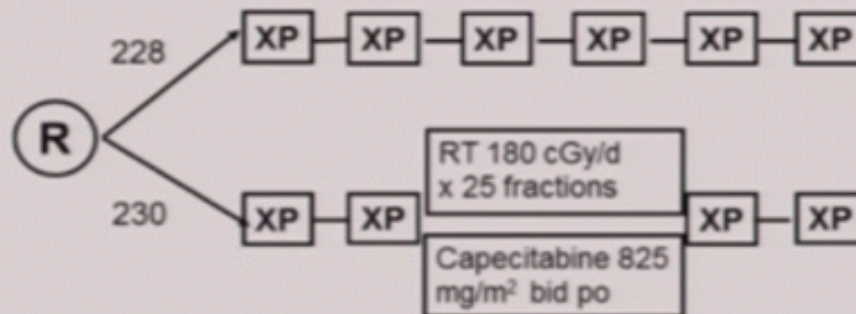 228
XP XP XP XP XP XP
R
RT 180 cGy/d
x 25 fractions
230
XP XP XP XP
Capecitabine 825
mg/m² bid po